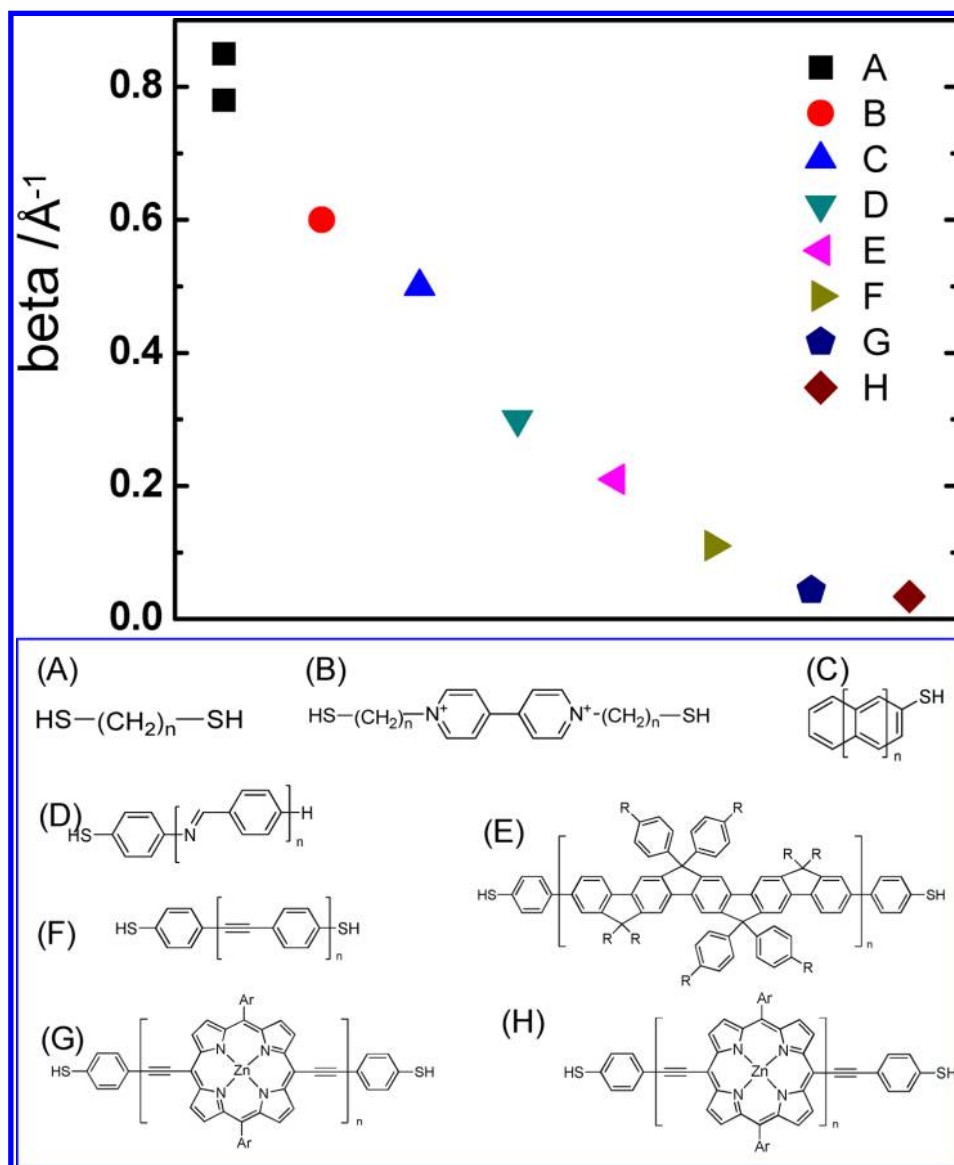 beta /Å-1
0.8
0.6
0.4
0.2
0.0
A
B
C
D
E
F
G
H
(A)
HS—(CH2)n—SH
(B)
HS—(CH2)n—N+ N+-(CH2)n—SH
(C)
SH
n
(D)
HS N H
n
(E)
R R
R R
HS SH
n
R R
R R
(F)
HS SH
n
(G)
Ar
HS N N Zn N N SH
n
Ar
(H)
Ar
HS N N Zn N N SH
n
Ar